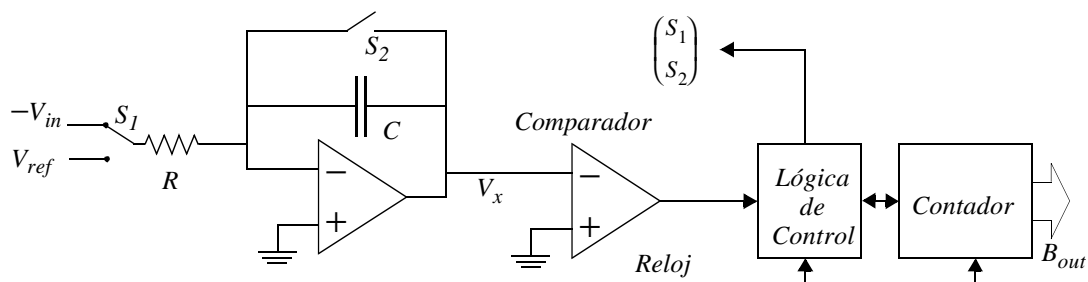 S1
S2
S2
−Vin
S1
C
Comparador
Vref
R
−
+
Vx
−
+
Lógica
de
Control
Contador
Reloj
Bout